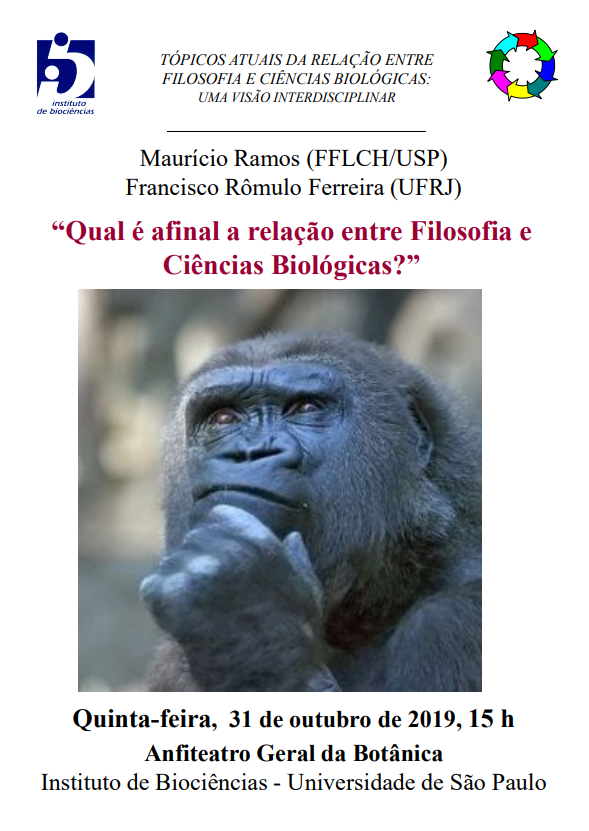 instituto
de biociências
TÓPICOS ATUAIS DA RELAÇÃO ENTRE
FILOSOFIA E CIÊNCIAS BIOLÓGICAS:
UMA VISÃO INTERDISCIPLINAR
Maurício Ramos (FFLCH/USP)
Francisco Rômulo Ferreira (UFRJ)
“Qual é afinal a relação entre Filosofia e
Ciências Biológicas?”
Quinta-feira, 31 de outubro de 2019, 15 h
Anfiteatro Geral da Botânica
Instituto de Biociências - Universidade de São Paulo